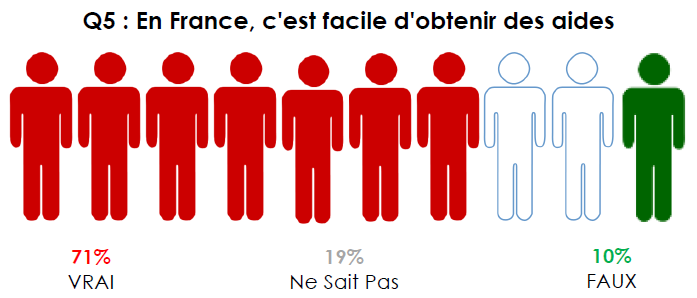 Q5 : En France, c'est facile d'obtenir des aides
71% 19% 10%
VRAI Ne Sait Pas FAUX